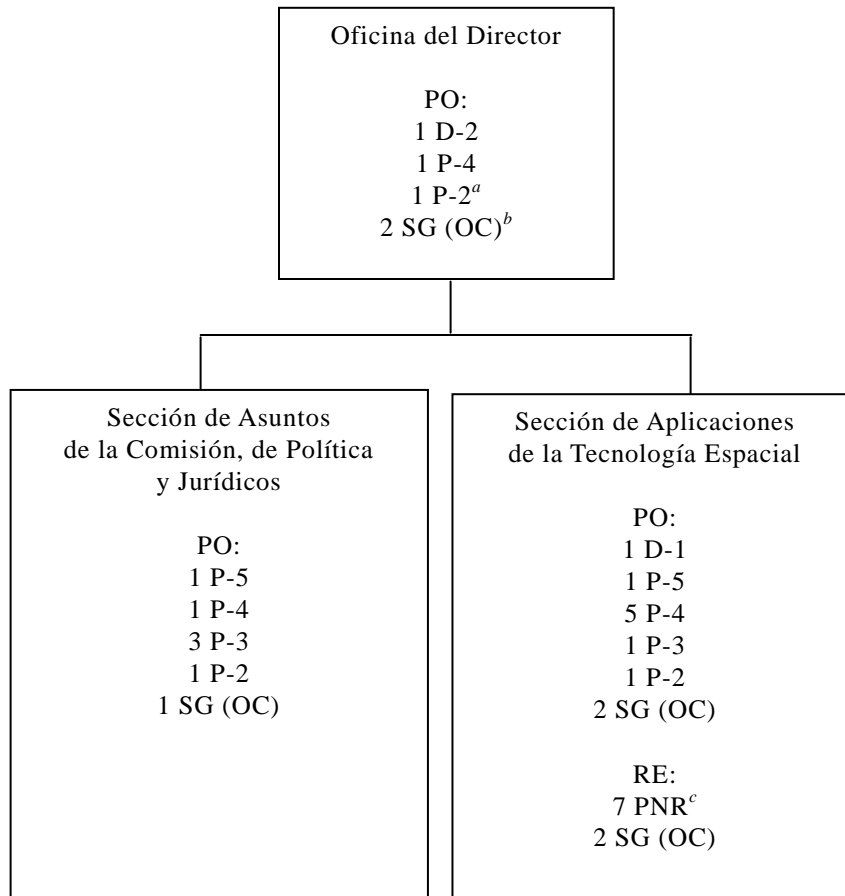 Oficina del Director
PO:
1 D-2
1 P-4
1 P-2a
2 SG (OC)b
Sección de Asuntos
de la Comisión, de Política
y Jurídicos
PO:
1 P-5
1 P-4
3 P-3
1 P-2
1 SG (OC)
Sección de Aplicaciones
de la Tecnología Espacial
PO:
1 D-1
1 P-5
5 P-4
1 P-3
1 P-2
2 SG (OC)
RE:
7 PNRc
2 SG (OC)